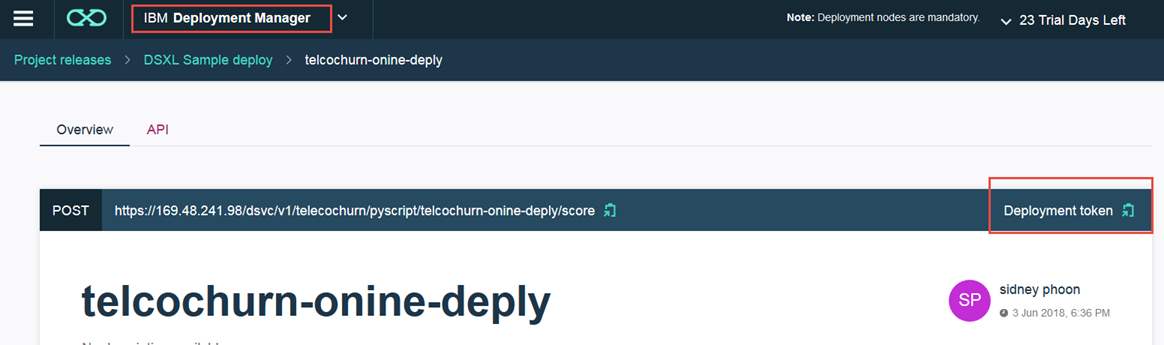 IBM Deployment Manager
Note: Deployment nodes are mandatory.
23 Trial Days Left
Project releases > DSXL Sample deploy > telcochurn-onine-deply
Overview API
POST https://169.48.241.98/dsvc/v1/telecochurn/pyscript/telcochurn-onine-deply/score Deployment token
telcochurn-onine-deply
SP sidney phoon
3 Jun 2018, 6:36 PM